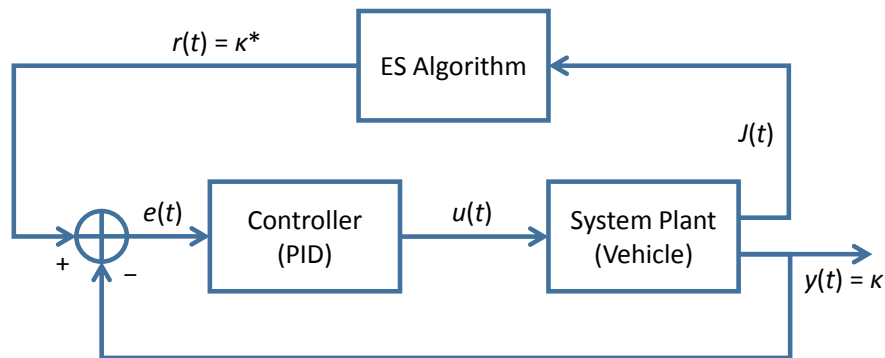 r(t) = κ*
ES Algorithm
J(t)
e(t)
Controller
(PID)
u(t)
System Plant
(Vehicle)
+
−
y(t) = κ